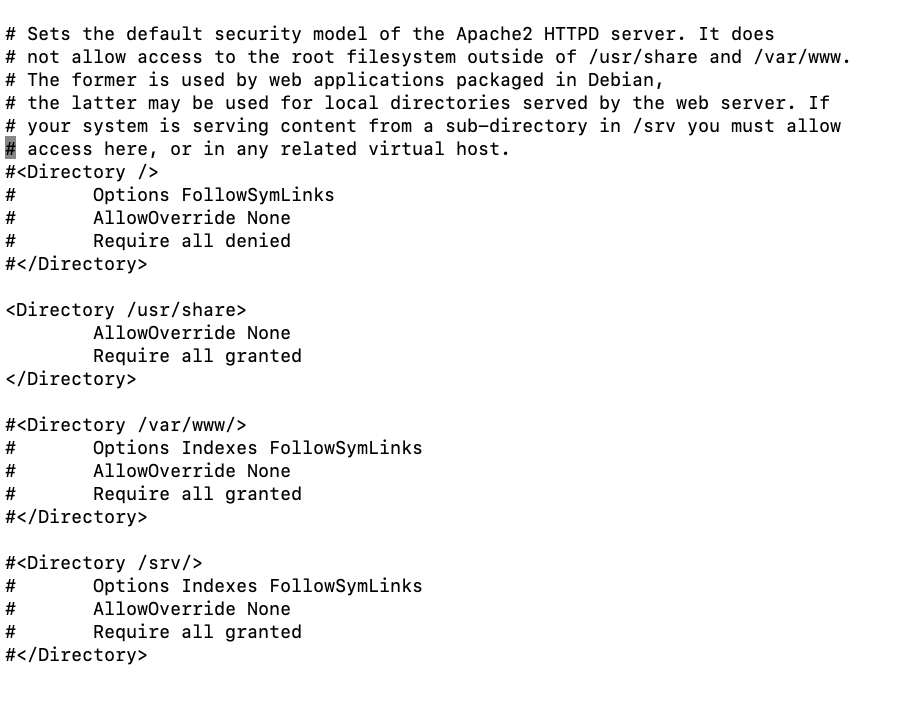 # Sets the default security model of the Apache2 HTTPD server. It does
# not allow access to the root filesystem outside of /usr/share and /var/www.
# The former is used by web applications packaged in Debian,
# the latter may be used for local directories served by the web server. If
# your system is serving content from a sub-directory in /srv you must allow
# access here, or in any related virtual host.
#<Directory />
#       Options FollowSymLinks
#       AllowOverride None
#       Require all denied
#</Directory>

<Directory /usr/share>
        AllowOverride None
        Require all granted
</Directory>

#<Directory /var/www/>
#       Options Indexes FollowSymLinks
#       AllowOverride None
#       Require all granted
#</Directory>

#<Directory /srv/>
#       Options Indexes FollowSymLinks
#       AllowOverride None
#       Require all granted
#</Directory>